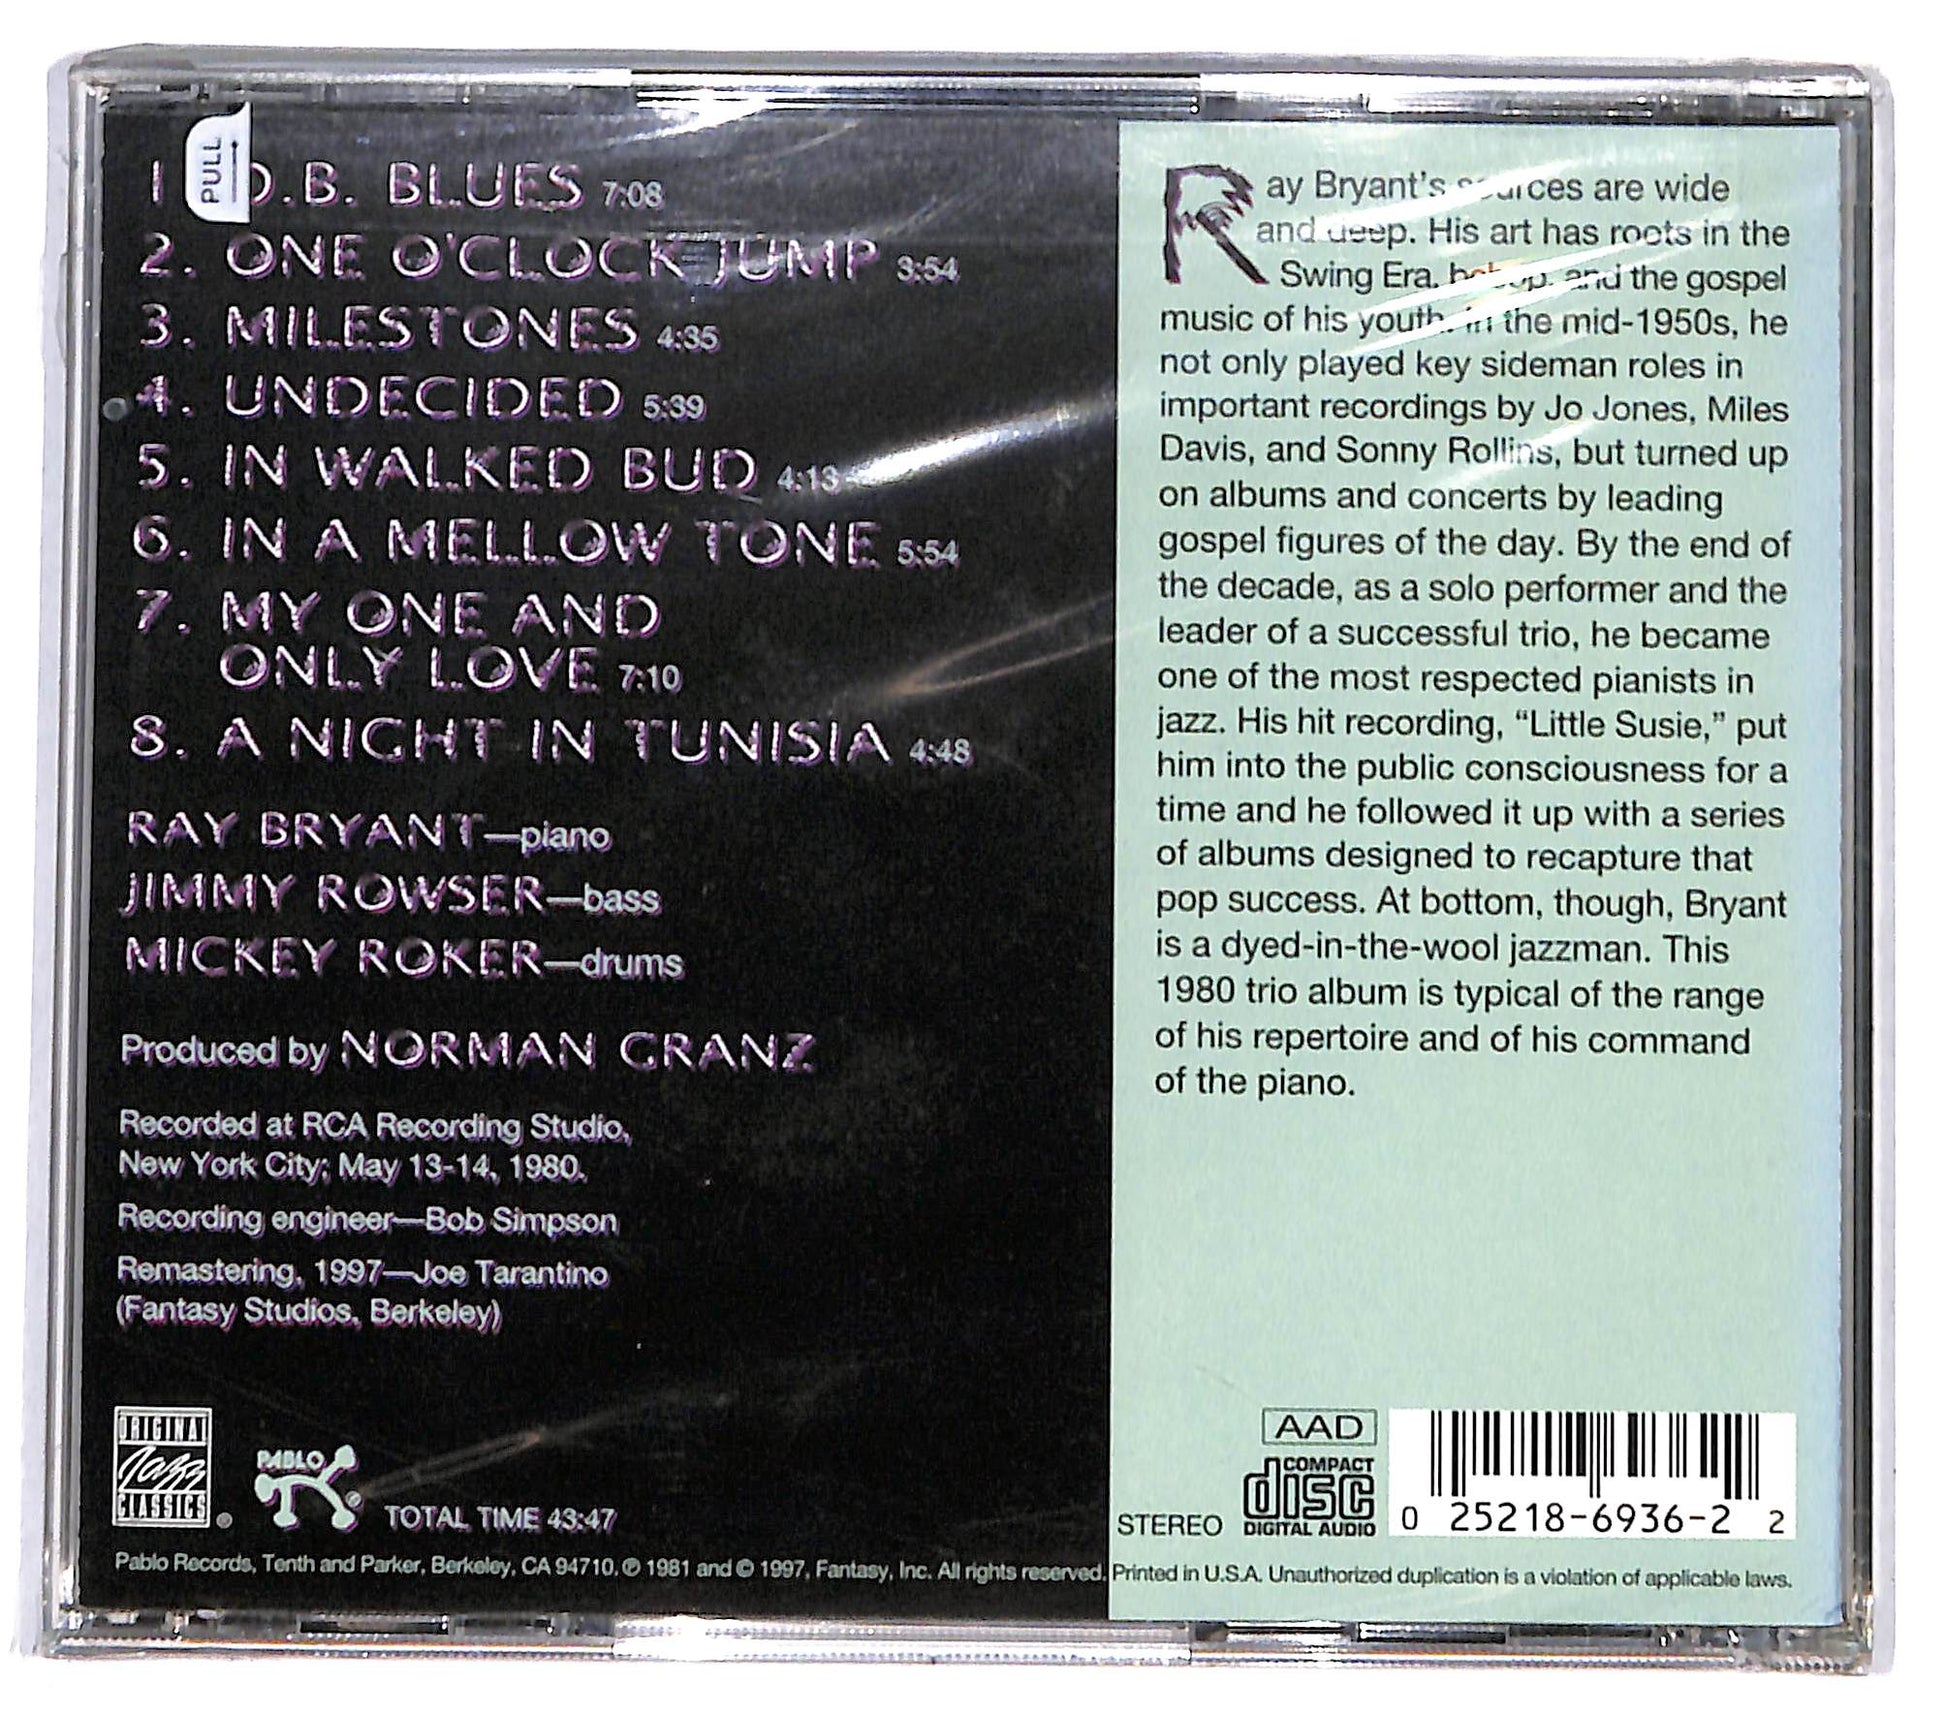 PULL
1 .B. BLUES 7:08
2. ONE O'CLOCK JUMP 3:54
3. MILESTONES 4:35
4. UNDECIDED 5:39
5. IN WALKED BUD 4:13
6. IN A MELLOW TONE 5:54
7. MY ONE AND
ONLY LOVE 7:10
8. A NIGHT IN TUNISIA 4:48
RAY BRYANT—piano
JIMMY ROWSER—bass
MICKEY ROKER—drums
Produced by NORMAN GRANZ
Recorded at RCA Recording Studio,
New York City; May 13-14, 1980.
Recording engineer—Bob Simpson
Remastering, 1997—Joe Tarantino
(Fantasy Studios, Berkeley)
ORIGINAL
Jazz
CLASSICS
PABLO
TOTAL TIME 43:47
Ray Bryant's sources are wide
and deep. His art has roots in the
Swing Era, bebop, and the gospel
music of his youth. In the mid-1950s, he
not only played key sideman roles in
important recordings by Jo Jones, Miles
Davis, and Sonny Rollins, but turned up
on albums and concerts by leading
gospel figures of the day. By the end of
the decade, as a solo performer and the
leader of a successful trio, he became
one of the most respected pianists in
jazz. His hit recording, “Little Susie,” put
him into the public consciousness for a
time and he followed it up with a series
of albums designed to recapture that
pop success. At bottom, though, Bryant
is a dyed-in-the-wool jazzman. This
1980 trio album is typical of the range
of his repertoire and of his command
of the piano.
AAD
COMPACT
disc
DIGITAL AUDIO
STEREO
0 25218-6936-2 2
Pablo Records, Tenth and Parker, Berkeley, CA 94710. ℗ 1981 and © 1997, Fantasy, Inc. All rights reserved. Printed in U.S.A. Unauthorized duplication is a violation of applicable laws.